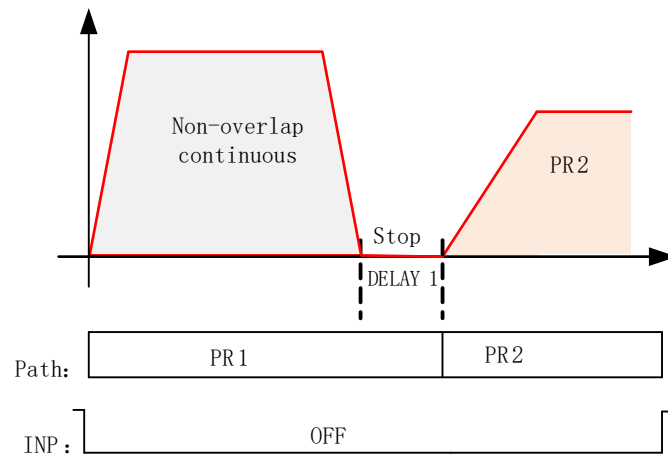 Non-overlap
continuous
PR2
Stop
DELAY 1
Path: PR1 PR2
INP: OFF